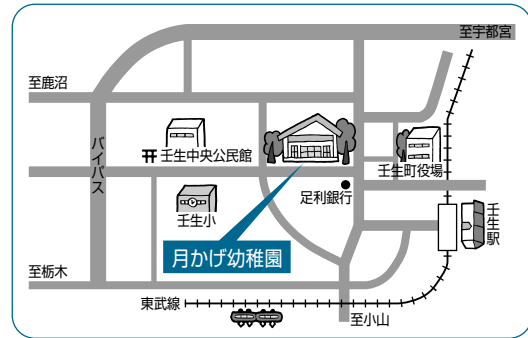 至宇都宮
至鹿沼
バイパス
壬生中央公民館
壬生町役場
足利銀行
壬生小
壬生駅
月かげ幼稚園
至栃木
東武線
至小山